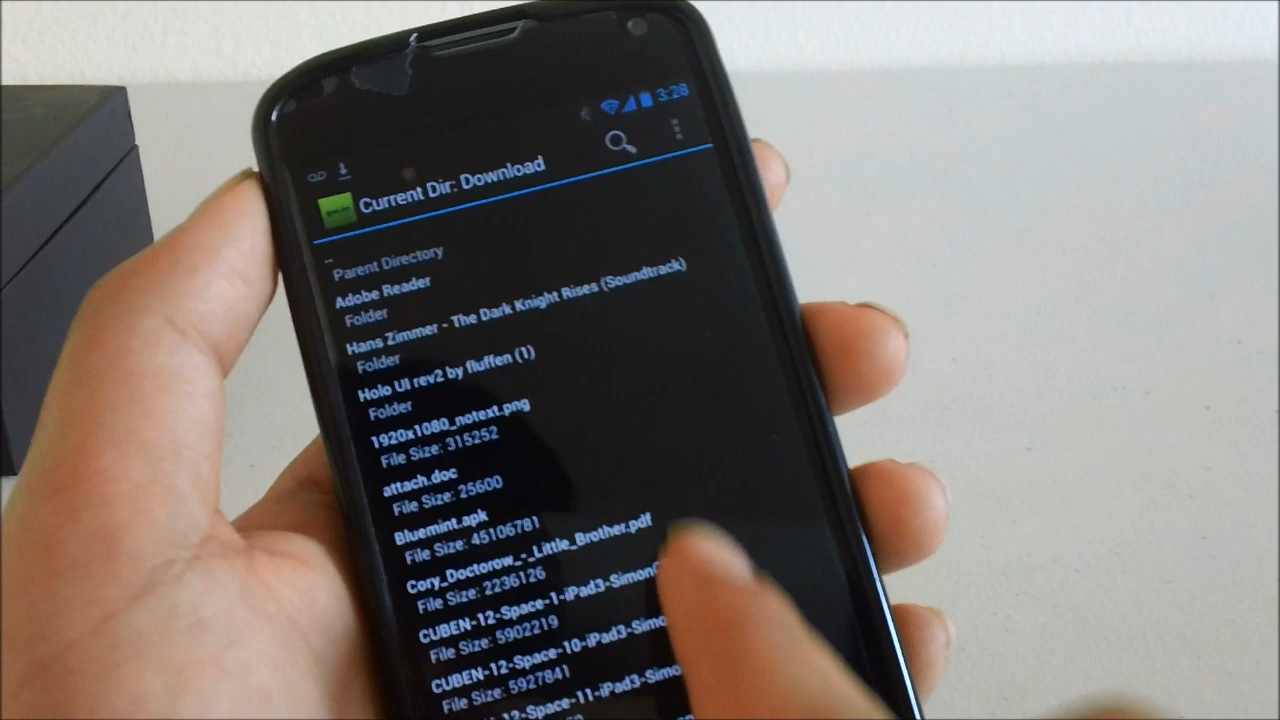 3:28
Current Dir: Download
..
Parent Directory
Adobe Reader
Folder
Hans Zimmer - The Dark Knight Rises (Soundtrack)
Folder
Holo UI rev2 by fluffen (1)
Folder
1920x1080_notext.png
File Size: 315252
attach.doc
File Size: 25600
Bluemint.apk
File Size: 45106781
Cory_Doctorow_-_Little_Brother.pdf
File Size: 2236126
CUBEN-12-Space-1-iPad3-Simon
File Size: 5902219
CUBEN-12-Space-10-iPad3-Simo
File Size: 5927841
12-Space-11-iPad3-Simo